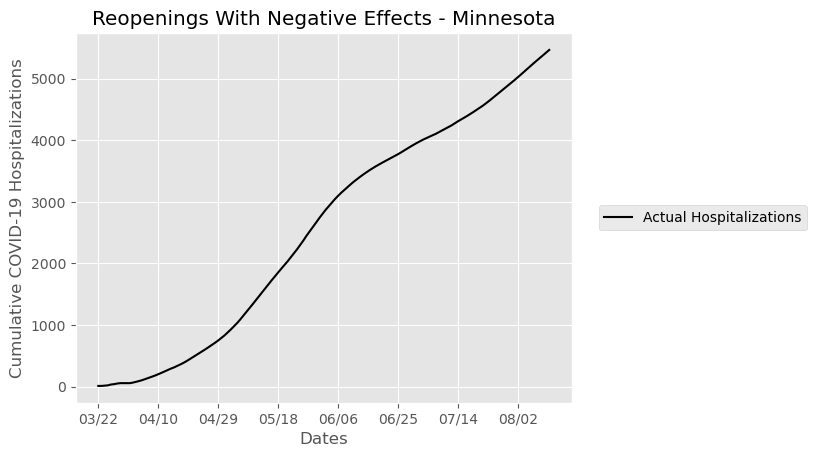 Reopenings With Negative Effects - Minnesota
Cumulative COVID-19 Hospitalizations
5000
4000
3000
2000
1000
0
03/22 04/10 04/29 05/18 06/06 06/25 07/14 08/02
Dates
Actual Hospitalizations